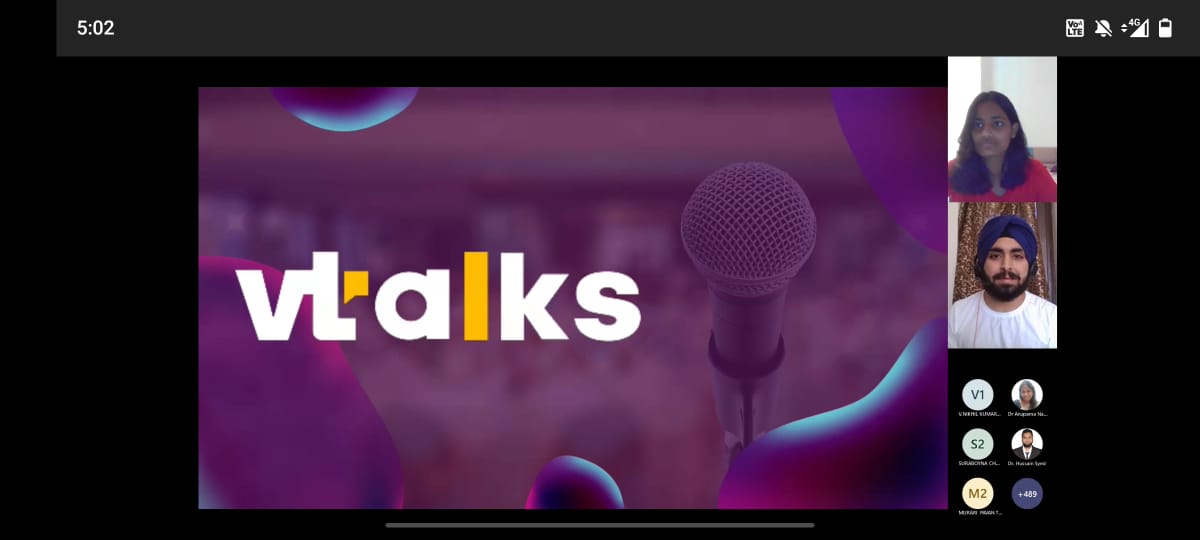 5:02
Vo
LTE
4G
vtalks
V1
V.NIKHIL KUMAR...
Dr Anupama Na...
S2
SURABOYNA CH...
Dr. Hussain Syed
M2
MURARI PAVAN T...
+489